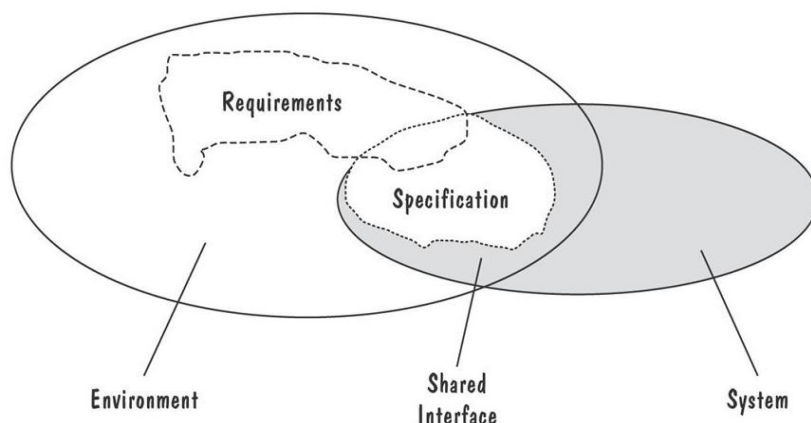 Requirements
Specification
Environment
Shared
Interface
System